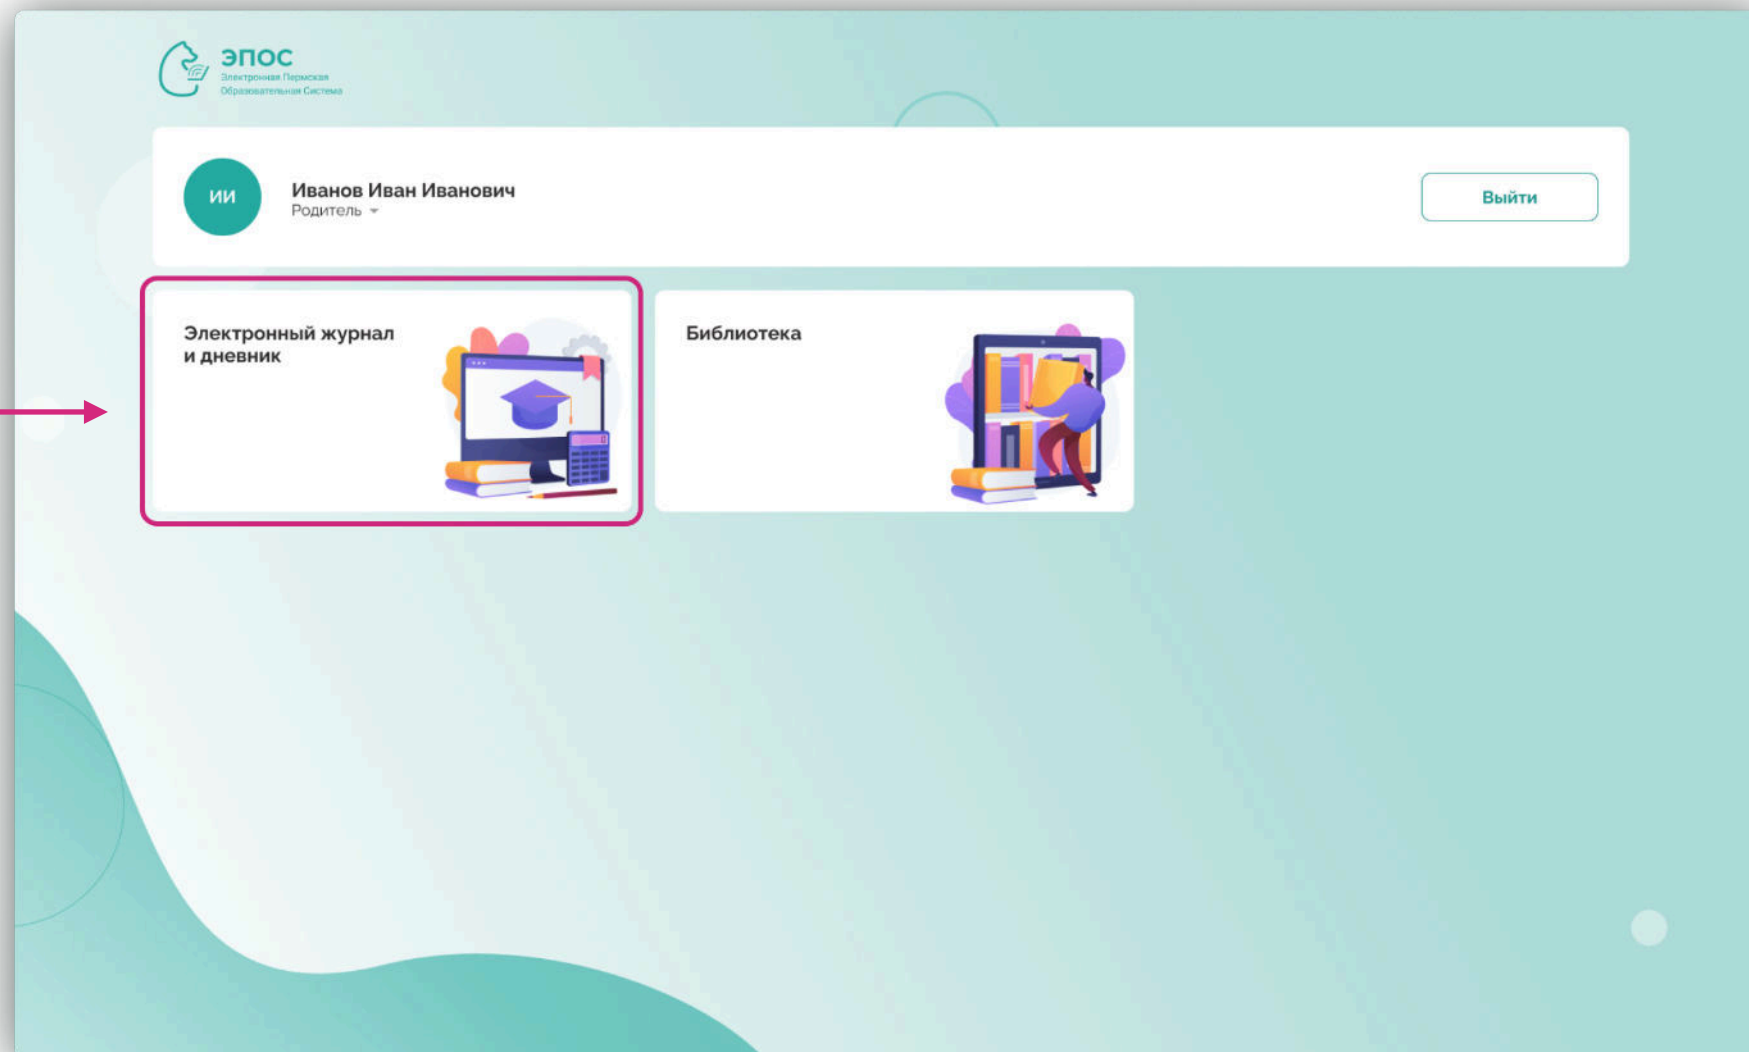 ЭПОС
Электронная Пермская
Образовательная Система
ИИ
Иванов Иван Иванович
Родитель
Выйти
Электронный журнал
и дневник
Библиотека